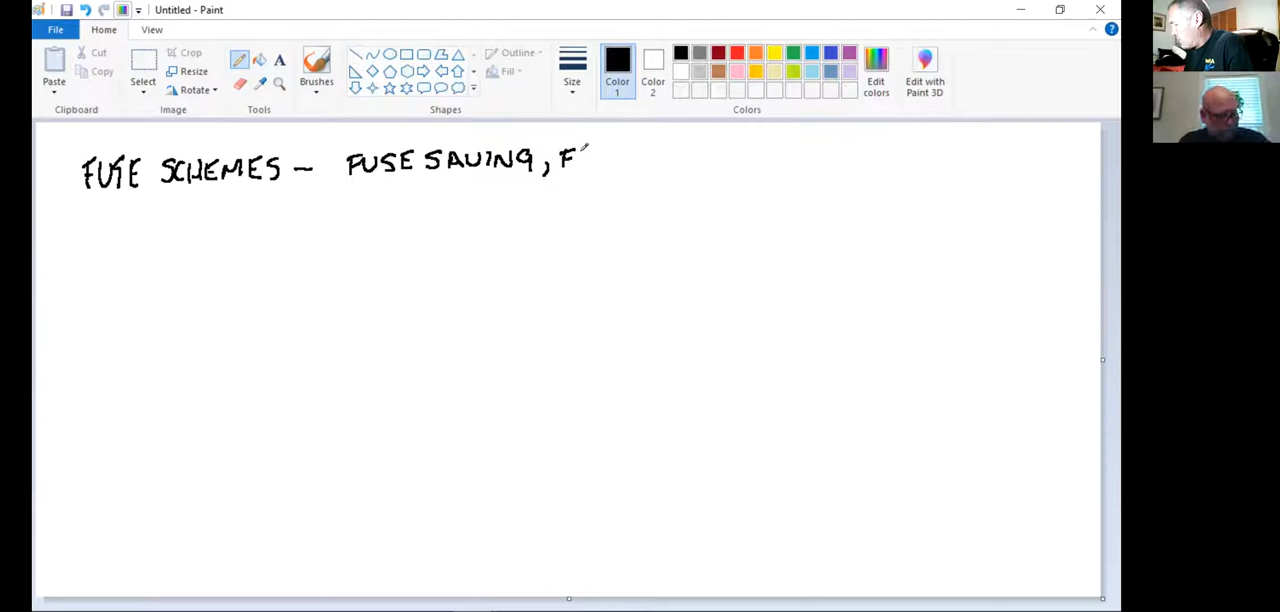 Untitled - Paint
File Home View
Paste
Cut
Copy
Clipboard
Select
Crop
Resize
Rotate
Image
A
Tools
Brushes
Outline
Fill
Shapes
Size
Color
1
Color
2
Edit
colors
Edit with
Paint 3D
Colors
FUSE SCHEMES – FUSE SAVING, F